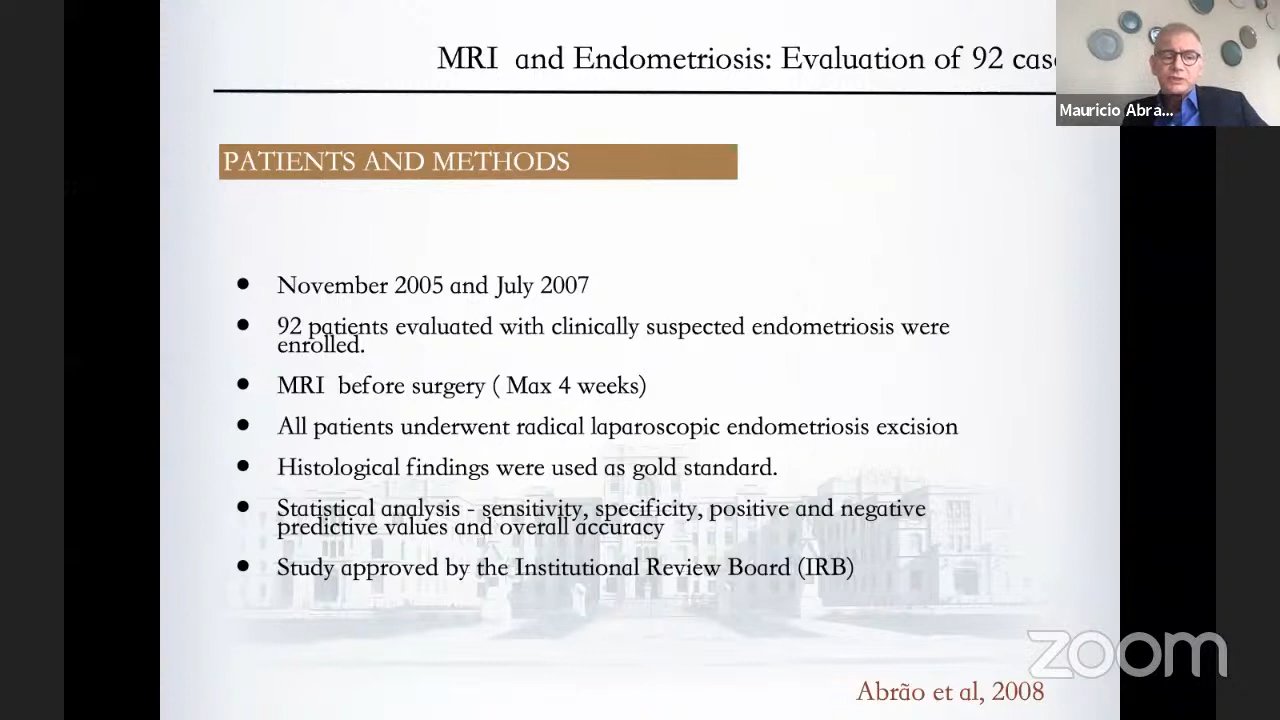 MRI and Endometriosis: Evaluation of 92 cas
Mauricio Abra...
PATIENTS AND METHODS
● November 2005 and July 2007
● 92 patients evaluated with clinically suspected endometriosis were
enrolled.
● MRI before surgery ( Max 4 weeks)
● All patients underwent radical laparoscopic endometriosis excision
● Histological findings were used as gold standard.
● Statistical analysis - sensitivity, specificity, positive and negative
predictive values and overall accuracy
● Study approved by the Institutional Review Board (IRB)
zoom
Abrão et al, 2008